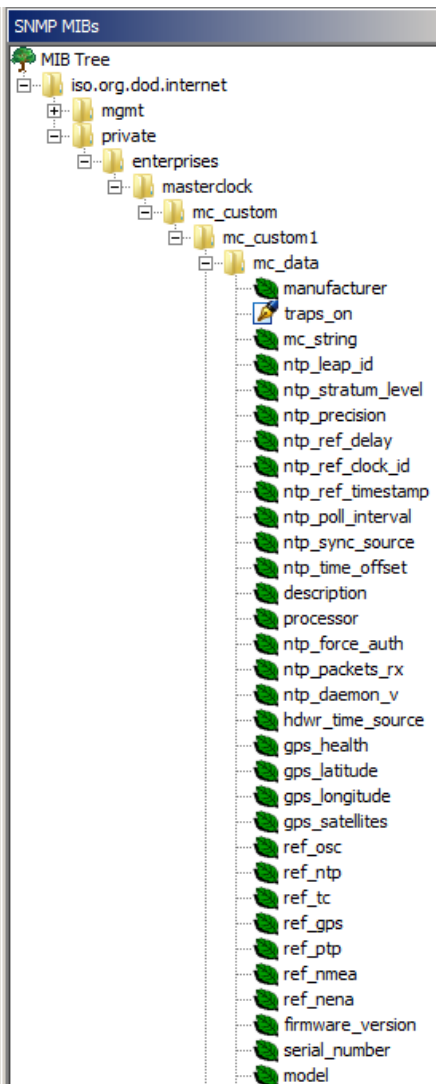 SNMP MIBs
MIB Tree
iso.org.dod.internet
mgmt
private
enterprises
masterclock
mc_custom
mc_custom1
mc_data
manufacturer
traps_on
mc_string
ntp_leap_id
ntp_stratum_level
ntp_precision
ntp_ref_delay
ntp_ref_clock_id
ntp_ref_timestamp
ntp_poll_interval
ntp_sync_source
ntp_time_offset
description
processor
ntp_force_auth
ntp_packets_rx
ntp_daemon_v
hdwr_time_source
gps_health
gps_latitude
gps_longitude
gps_satellites
ref_osc
ref_ntp
ref_tc
ref_gps
ref_ptp
ref_nmea
ref_nena
firmware_version
serial_number
model